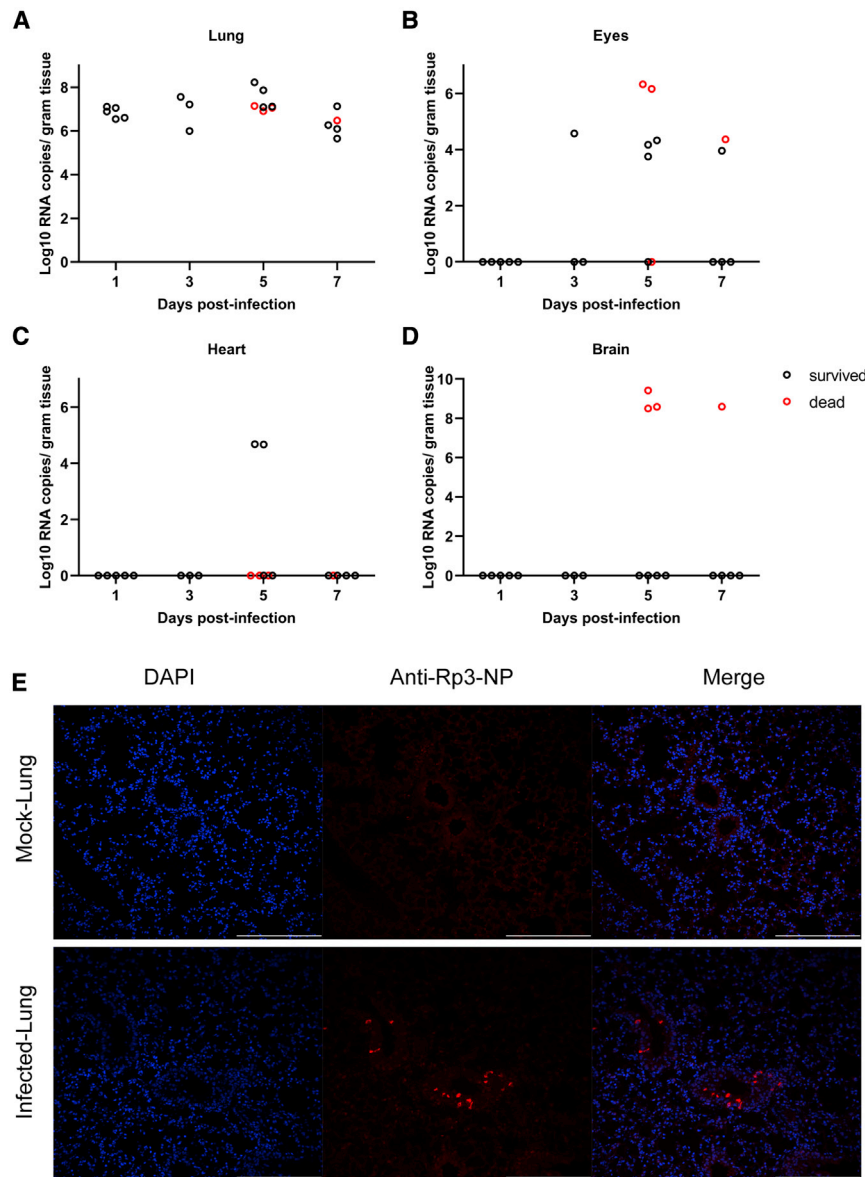 A
Lung
Log10 RNA copies/ gram tissue
8
6
4
2
0
1 3 5 7
Days post-infection
B
Eyes
Log10 RNA copies/ gram tissue
6
4
2
0
1 3 5 7
Days post-infection
C
Heart
Log10 RNA copies/ gram tissue
6
4
2
0
1 3 5 7
Days post-infection
D
Brain
Log10 RNA copies/ gram tissue
10
8
6
4
2
0
1 3 5 7
Days post-infection
survived
dead
E
DAPI Anti-Rp3-NP Merge
Mock-Lung
Infected-Lung